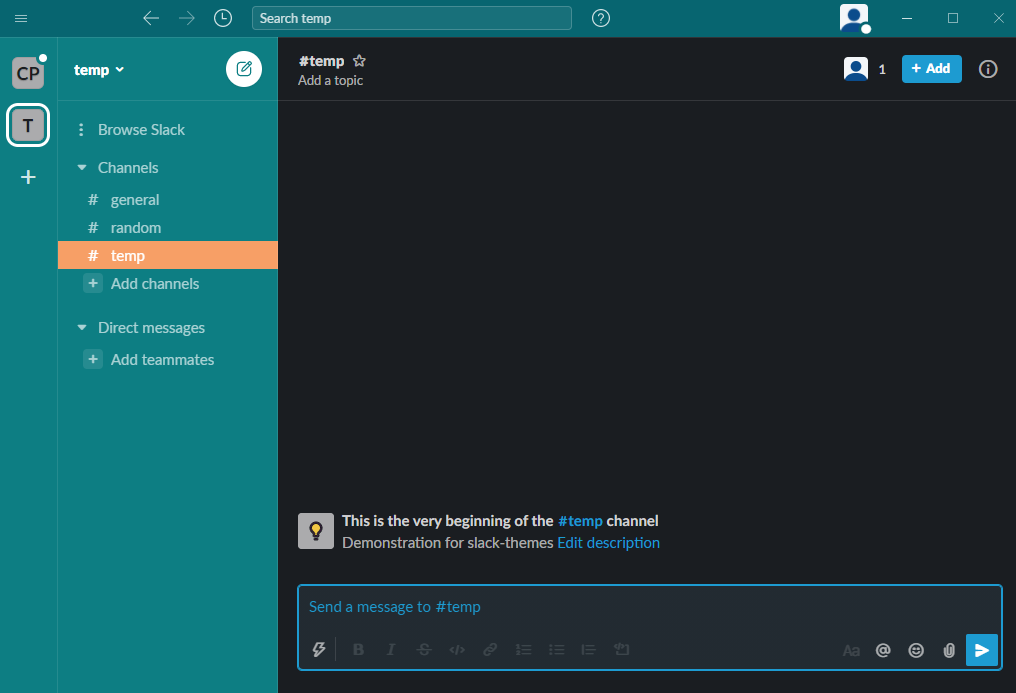 Search temp
CP
T
temp
Browse Slack
Channels
# general
# random
# temp
+ Add channels
Direct messages
+ Add teammates
#temp
Add a topic
1
+ Add
This is the very beginning of the #temp channel
Demonstration for slack-themes Edit description
Send a message to #temp
B I S </> Aa @